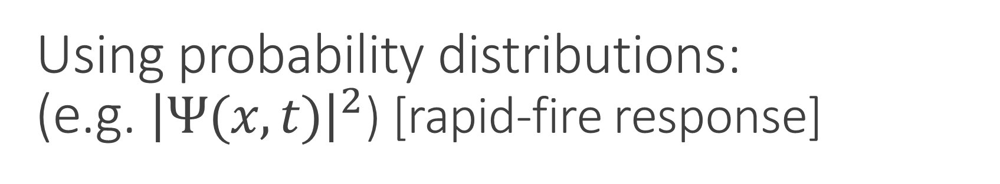 Using probability distributions:
(e.g. |Ψ(x, t)|²) [rapid-fire response]